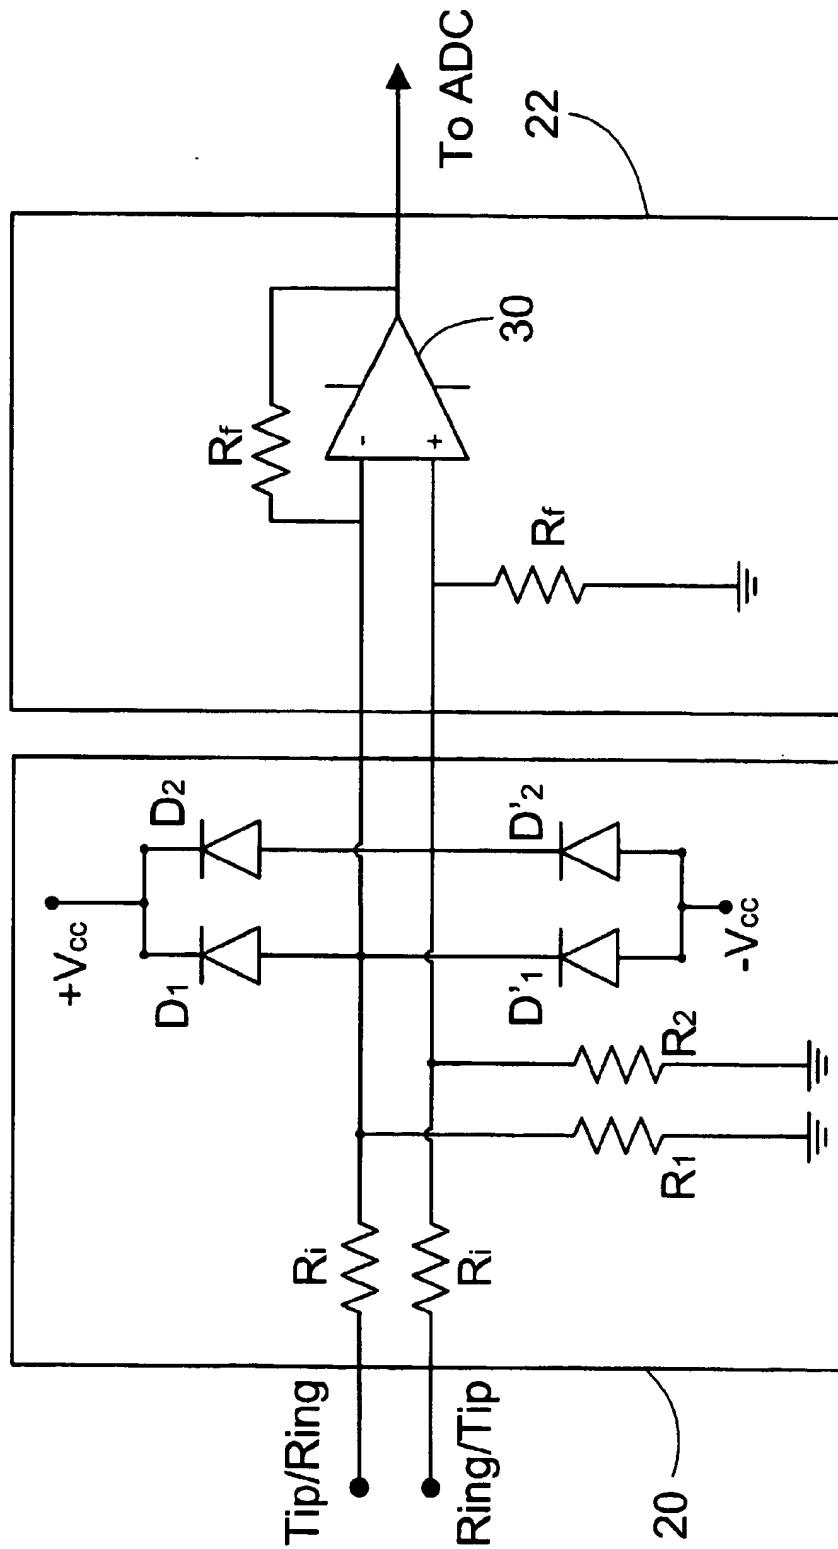 Tip/Ring
Ring/Tip
20
Ri
Ri
R1
R2
+Vcc
D1
D2
D'1
D'2
-Vcc
Rf
Rf
-
+
30
22
To ADC